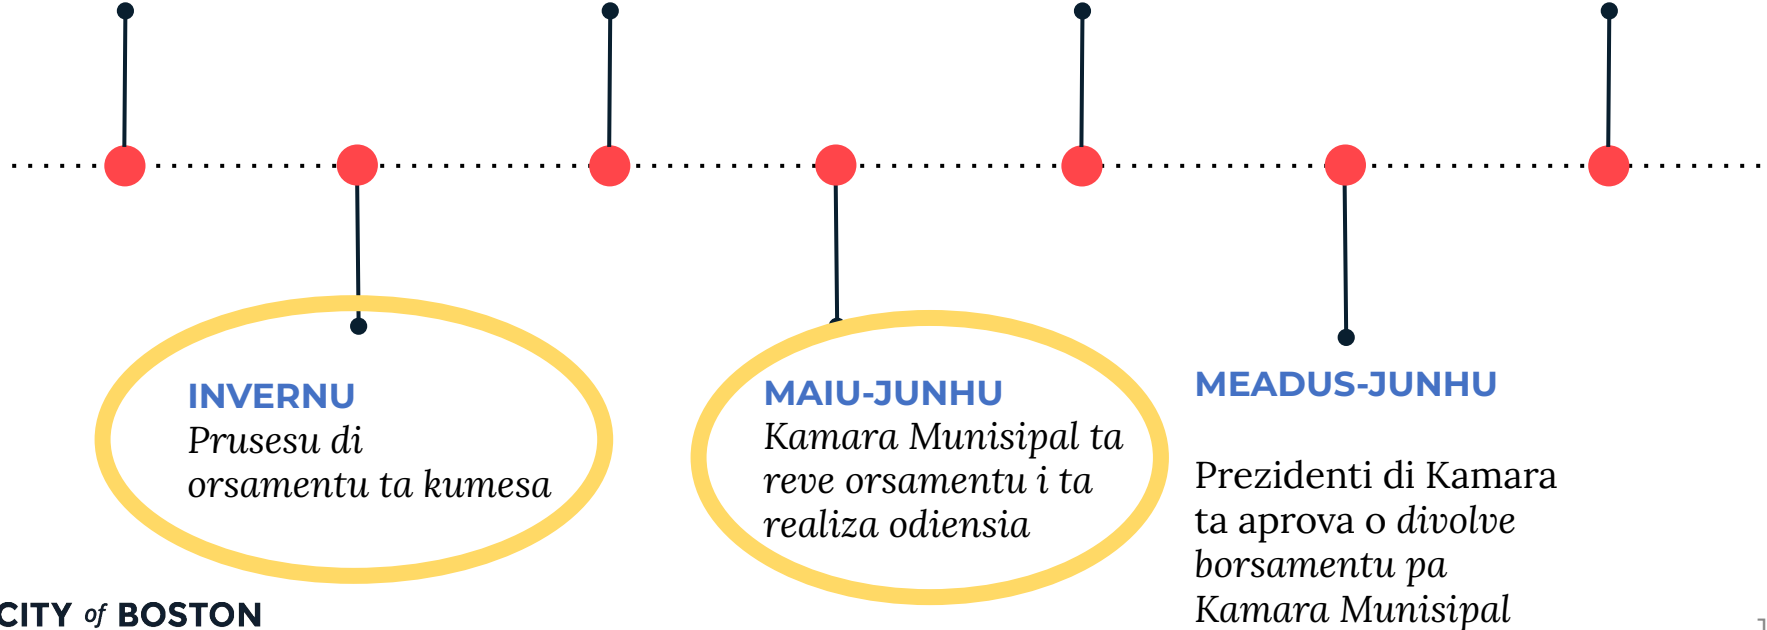 INVERNU
Prusesu di
orsamentu ta kumesa
MAIU-JUNHU
Kamara Munisipal ta
reve orsamentu i ta
realiza odiensia
MEADUS-JUNHU
Prezidenti di Kamara
ta aprova o divolve
borsamentu pa
Kamara Munisipal
CITY of BOSTON